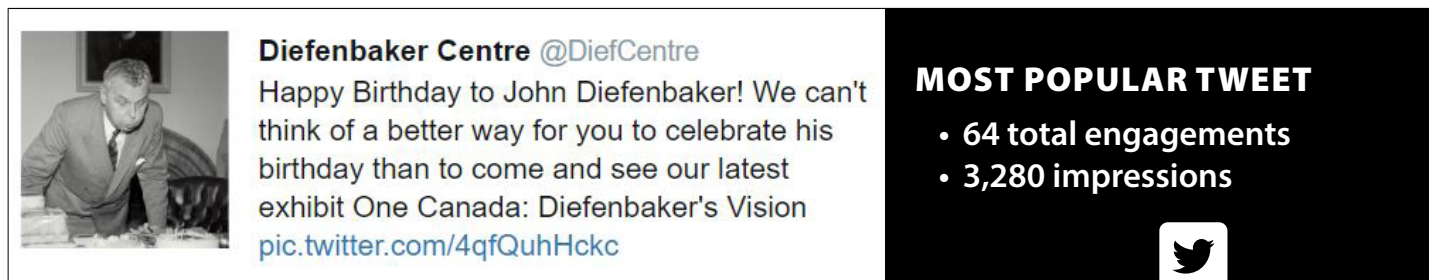 Diefenbaker Centre @DiefCentre
Happy Birthday to John Diefenbaker! We can't
think of a better way for you to celebrate his
birthday than to come and see our latest
exhibit One Canada: Diefenbaker's Vision
pic.twitter.com/4qfQuhHckc
MOST POPULAR TWEET
• 64 total engagements
• 3,280 impressions